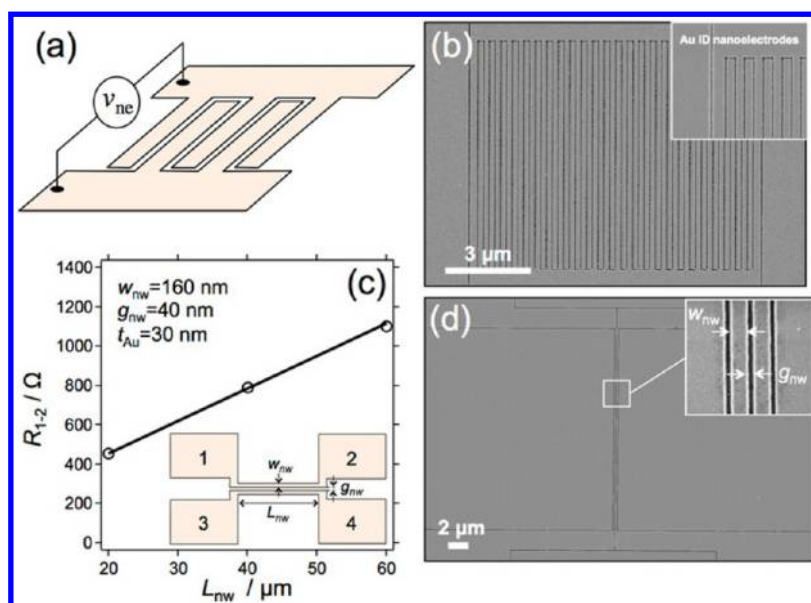 (a)
v_ne
(b)
Au ID nanoelectrodes
3 µm
(c)
w_nw=160 nm
g_nw=40 nm
t_Au=30 nm
1400
1200
1000
800
600
400
200
0
R_1-2 / Ω
1
2
3
4
w_nw
g_nw
L_nw
20
30
40
50
60
L_nw / µm
(d)
w_nw
g_nw
2 µm